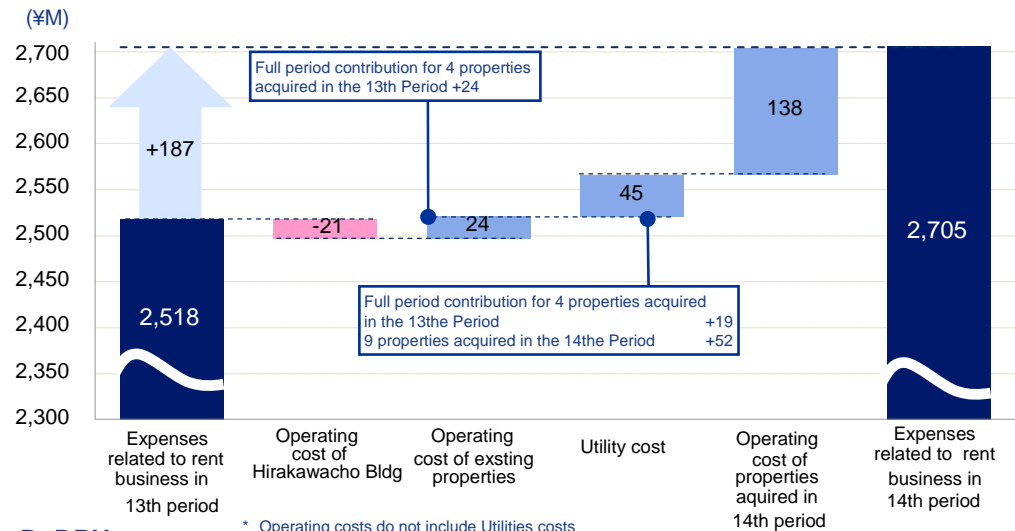 (¥M)
2,700
2,650
2,600
2,550
2,500
2,450
2,400
2,350
2,300
Full period contribution for 4 properties
acquired in the 13th Period +24
+187
-21
24
45
138
2,518
2,705
Full period contribution for 4 properties acquired
in the 13the Period +19
9 properties acquired in the 14the Period +52
Expenses
related to rent
business in
13th period
Operating
cost of
Hirakawacho Bldg
Operating
cost of exsting
properties
Utility cost
Operating
cost of
properties
aquired in
14th period
Expenses
related to rent
business in
14th period
* Operating costs do not include Utilities costs